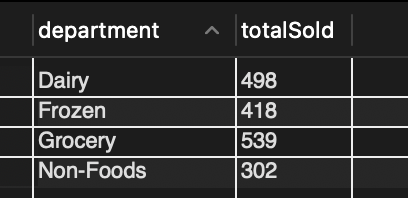 department totalSold
Dairy 498
Frozen 418
Grocery 539
Non-Foods 302